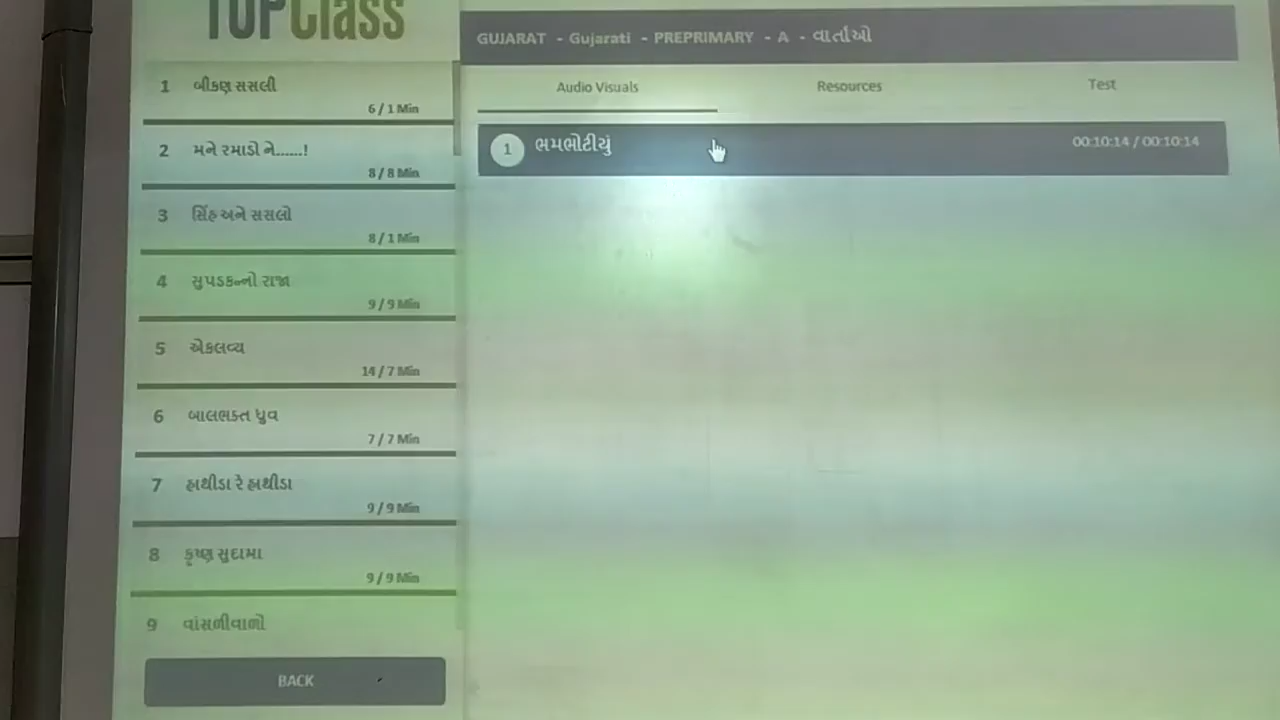 TOPClass
GUJARAT - Gujarati - PREPRIMARY - A - વાર્તાઓ
Audio Visuals
Resources
Test
1 ભમભોટીયું 00:10:14 / 00:10:14
1 બીકણ સસલી
6 / 1 Min
2 મને રમાડો ને......!
8 / 8 Min
3 સિંહ અને સસલો
8 / 1 Min
4 સુપડકન્નો રાજા
9 / 9 Min
5 એકલવ્ય
14 / 7 Min
6 બાલભક્ત ધ્રુવ
7 / 7 Min
7 હાથીડા રે હાથીડા
9 / 9 Min
8 કૃષ્ણ સુદામા
9 / 9 Min
9 વાંસળીવાળો
BACK